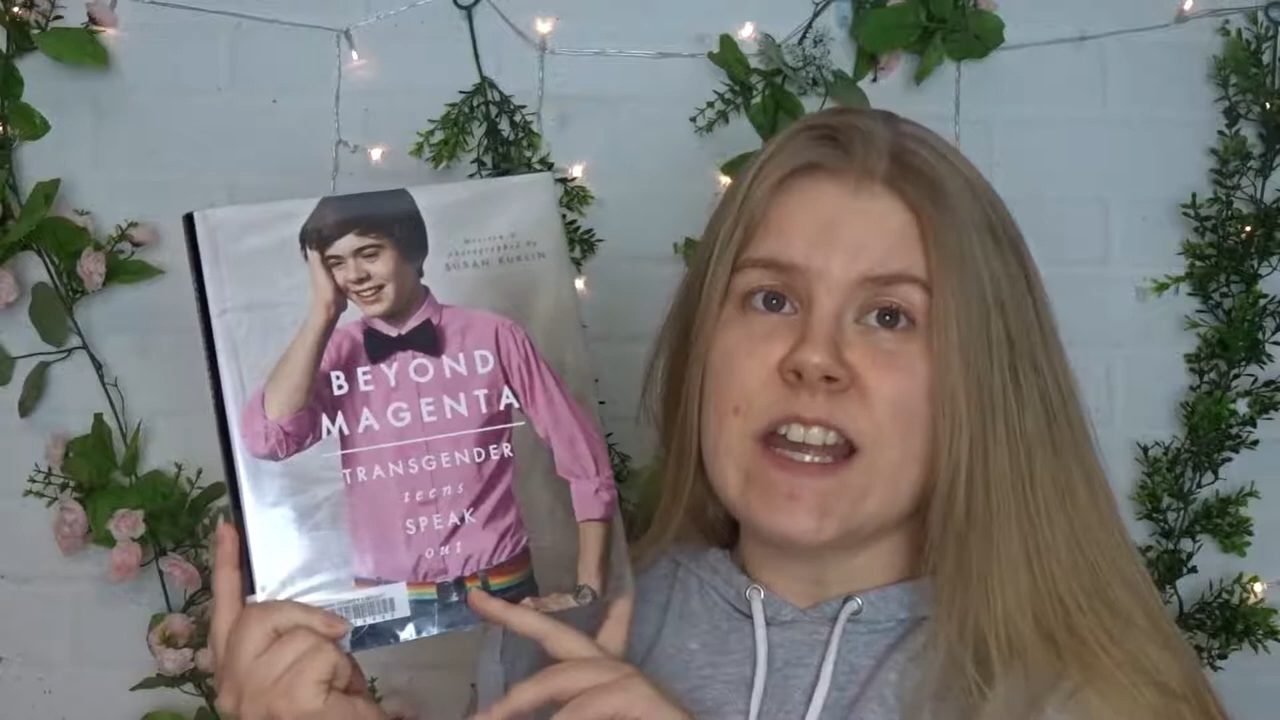 Written &
photographed by
SUSAN KUKLIN
BEYOND
MAGENTA
TRANSGENDER
teens
SPEAK
out